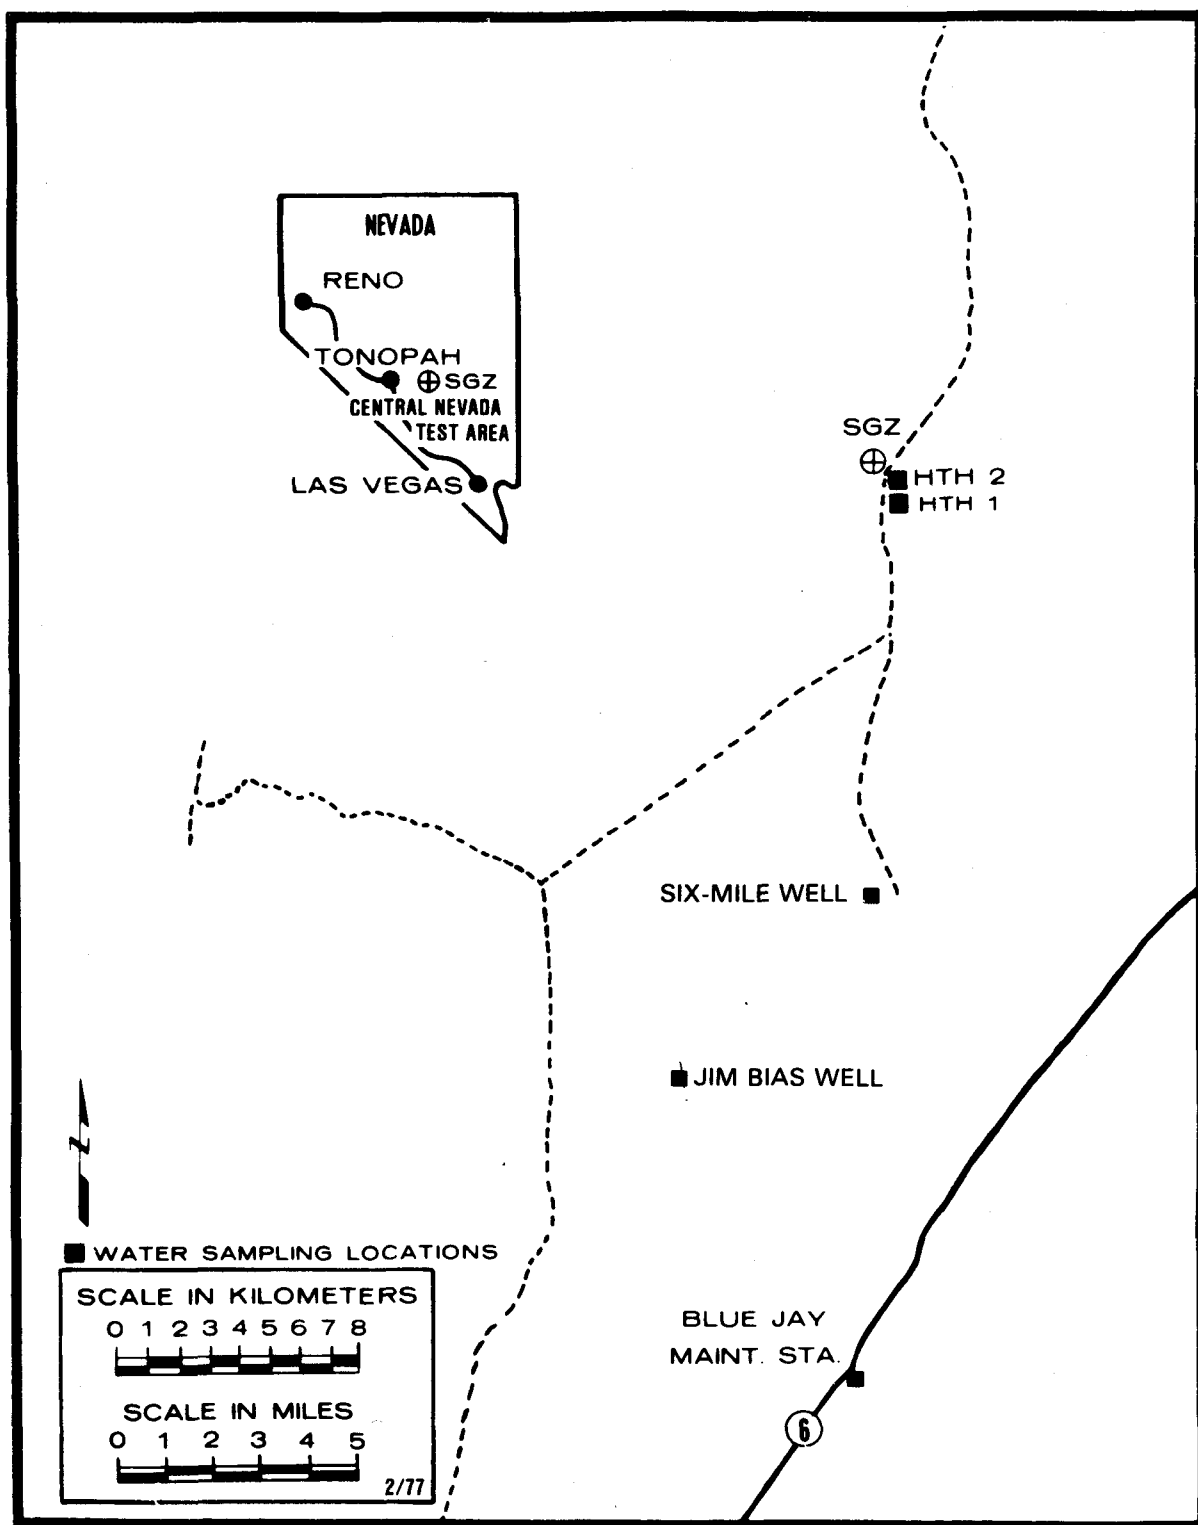 NEVADA
RENO
TONOPAH
SGZ
CENTRAL NEVADA
TEST AREA
LAS VEGAS
SGZ
HTH 2
HTH 1
SIX-MILE WELL
JIM BIAS WELL
N
WATER SAMPLING LOCATIONS
SCALE IN KILOMETERS
0 1 2 3 4 5 6 7 8
SCALE IN MILES
0 1 2 3 4 5
2/77
BLUE JAY
MAINT. STA.
6